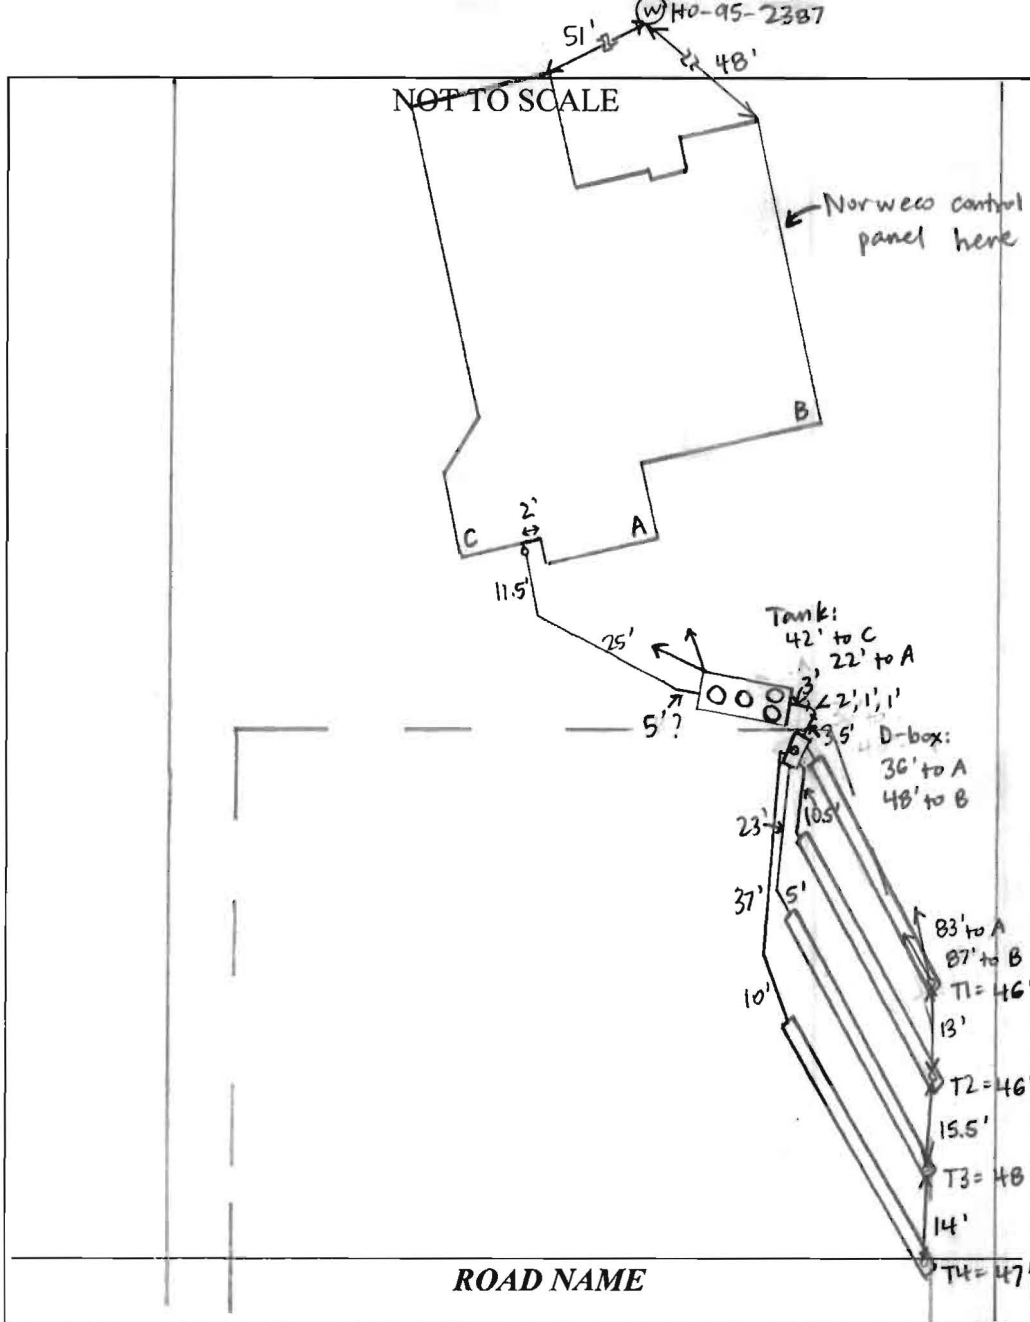 W HO-95-2387
51'
48'
NOT TO SCALE
Norweco control
panel here
B
2'
A
C
11.5'
25'
5'?
Tank:
42' to C
22' to A
3'
2', 1', 1'
3.5'
D-box:
36' to A
48' to B
23'
10.5'
37'
5'
83' to A
87' to B
T1 = 46'
10'
13'
T2 = 46'
15.5'
T3 = 48
14'
T4 = 47'
ROAD NAME